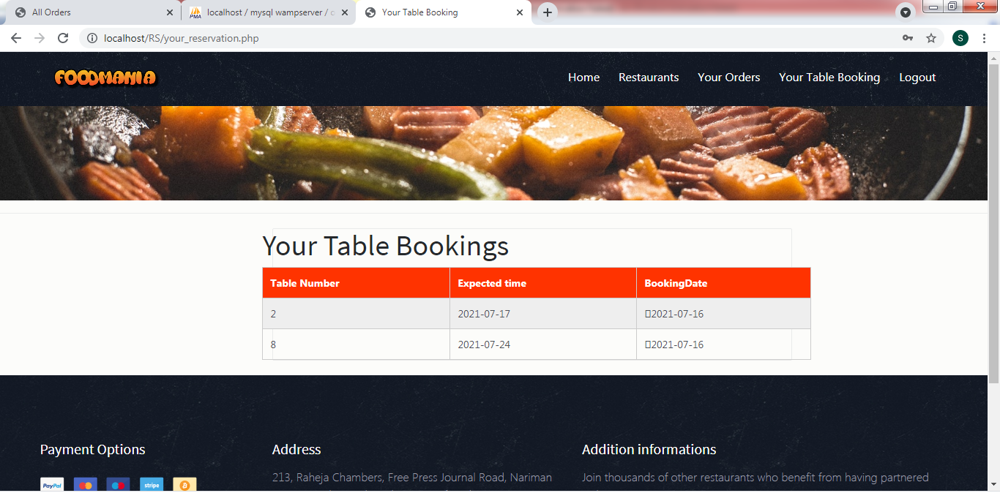 All Orders
localhost / mysql wampserver /
Your Table Booking
localhost/RS/your_reservation.php
S
FOODMANIA
Home Restaurants Your Orders Your Table Booking Logout
Your Table Bookings
Table Number Expected time BookingDate
2 2021-07-17 2021-07-16
8 2021-07-24 2021-07-16
Payment Options Address Addition informations
PayPal stripe
213, Raheja Chambers, Free Press Journal Road, Nariman
Join thousands of other restaurants who benefit from having partnered